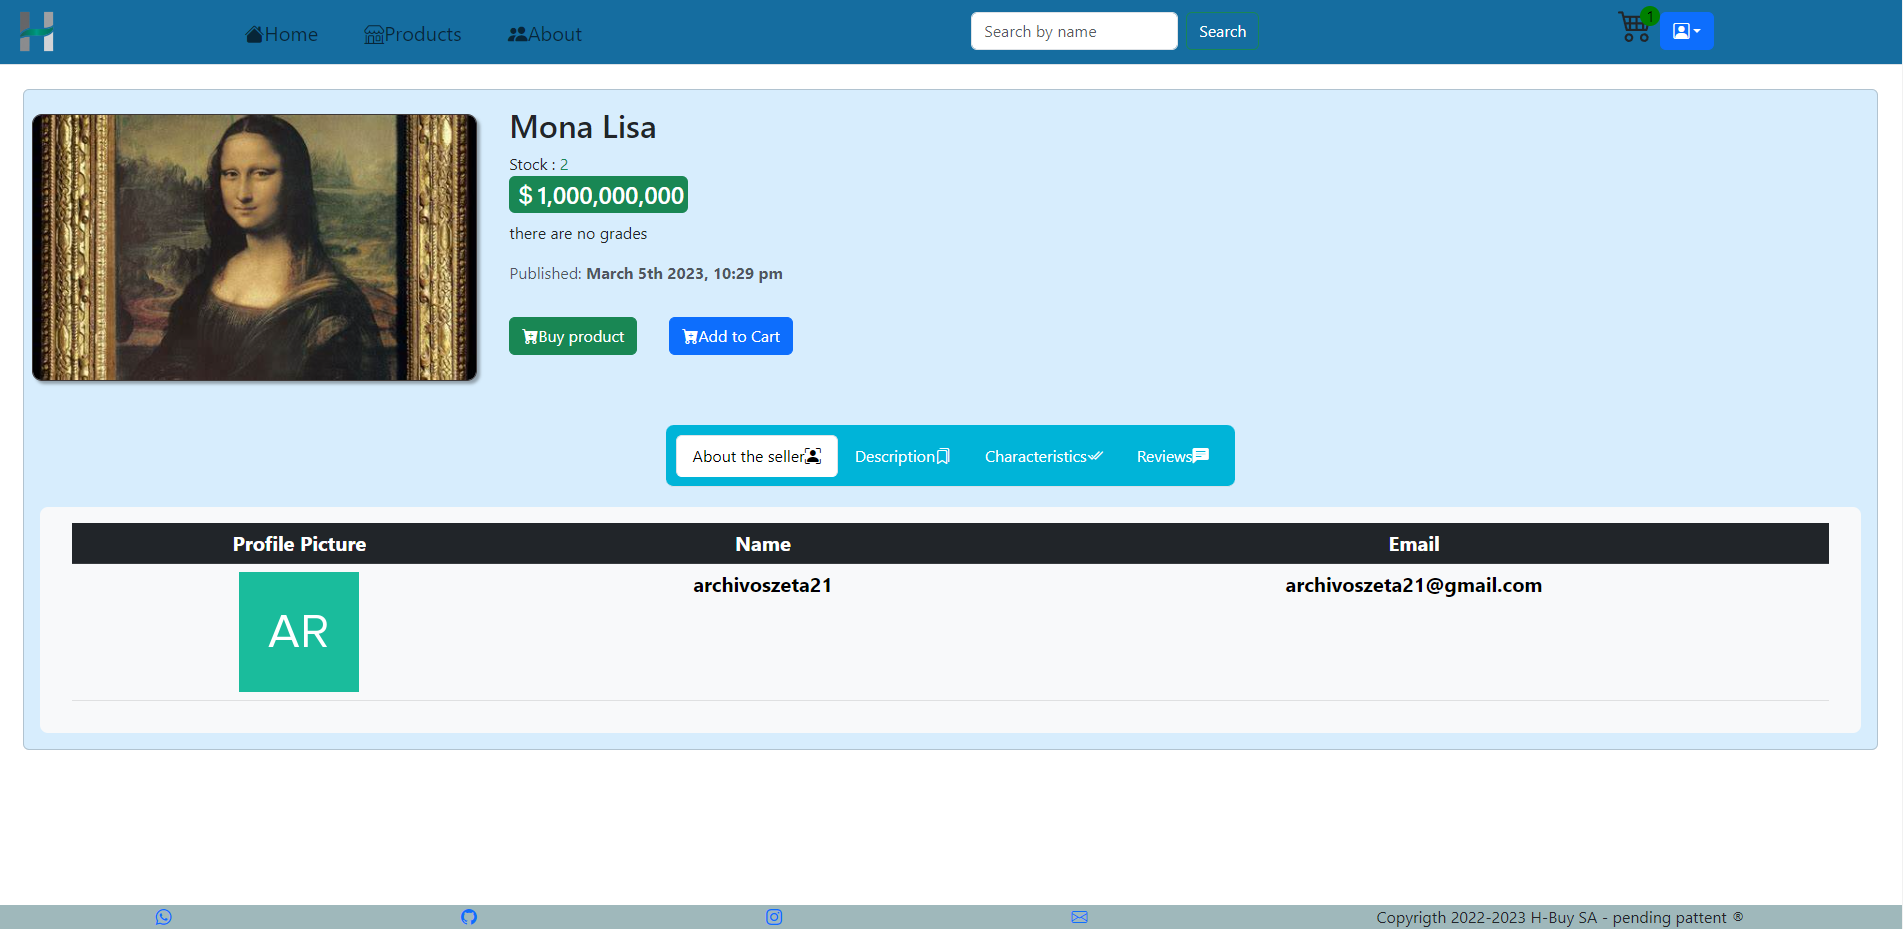 H
Home Products About
Search by name Search
1
Mona Lisa
Stock : 2
$ 1,000,000,000
there are no grades
Published: March 5th 2023, 10:29 pm
Buy product Add to Cart
About the seller Description Characteristics Reviews
Profile Picture Name Email
AR archivoszeta21 archivoszeta21@gmail.com
Copyrigth 2022-2023 H-Buy SA - pending pattent ®